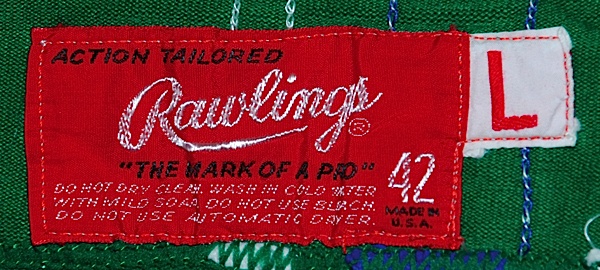 ACTION TAILORED
Rawlings®
L
"THE MARK OF A PRO"
42
DO NOT DRY CLEAN. WASH IN COLD WATER
WITH MILD SOAP. DO NOT USE BLEACH.
DO NOT USE AUTOMATIC DRYER.
MADE IN
U.S.A.